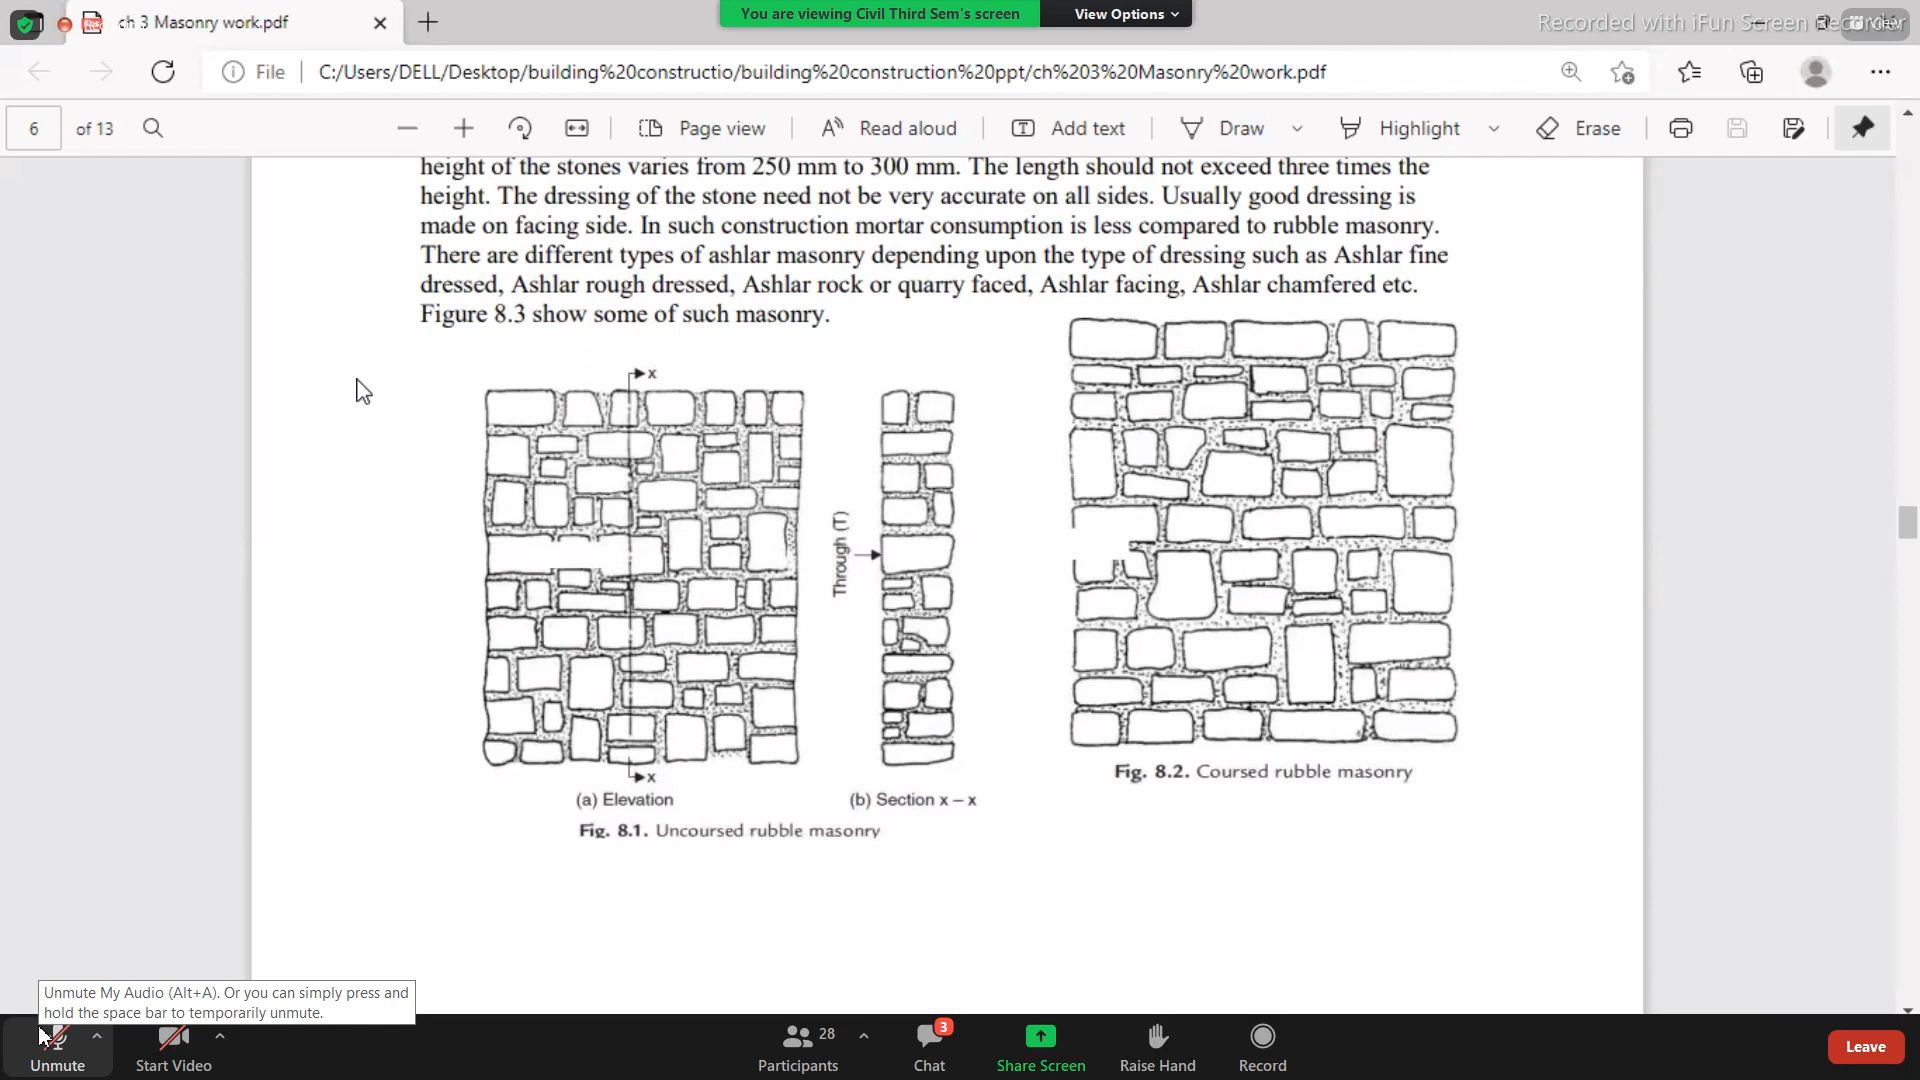 ch 3 Masonry work.pdf
You are viewing Civil Third Sem's screen
View Options
Recorded with iFun Screen Recorder
View
File
C:/Users/DELL/Desktop/building%20constructio/building%20construction%20ppt/ch%203%20Masonry%20work.pdf
6 of 13
Page view
Read aloud
Add text
Draw
Highlight
Erase
height of the stones varies from 250 mm to 300 mm. The length should not exceed three times the
height. The dressing of the stone need not be very accurate on all sides. Usually good dressing is
made on facing side. In such construction mortar consumption is less compared to rubble masonry.
There are different types of ashlar masonry depending upon the type of dressing such as Ashlar fine
dressed, Ashlar rough dressed, Ashlar rock or quarry faced, Ashlar facing, Ashlar chamfered etc.
Figure 8.3 show some of such masonry.
x
Through (T)
x
(a) Elevation
(b) Section x – x
Fig. 8.1. Uncoursed rubble masonry
Fig. 8.2. Coursed rubble masonry
Unmute My Audio (Alt+A). Or you can simply press and
hold the space bar to temporarily unmute.
Unmute
Start Video
28
Participants
3
Chat
Share Screen
Raise Hand
Record
Leave